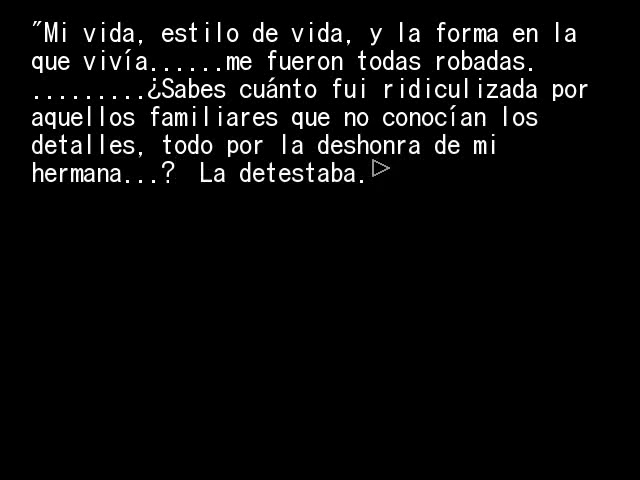 "Mi vida, estilo de vida, y la forma en la
que vivía......me fueron todas robadas.
.........¿Sabes cuánto fui ridiculizada por
aquellos familiares que no conocían los
detalles, todo por la deshonra de mi
hermana...?  La detestaba.